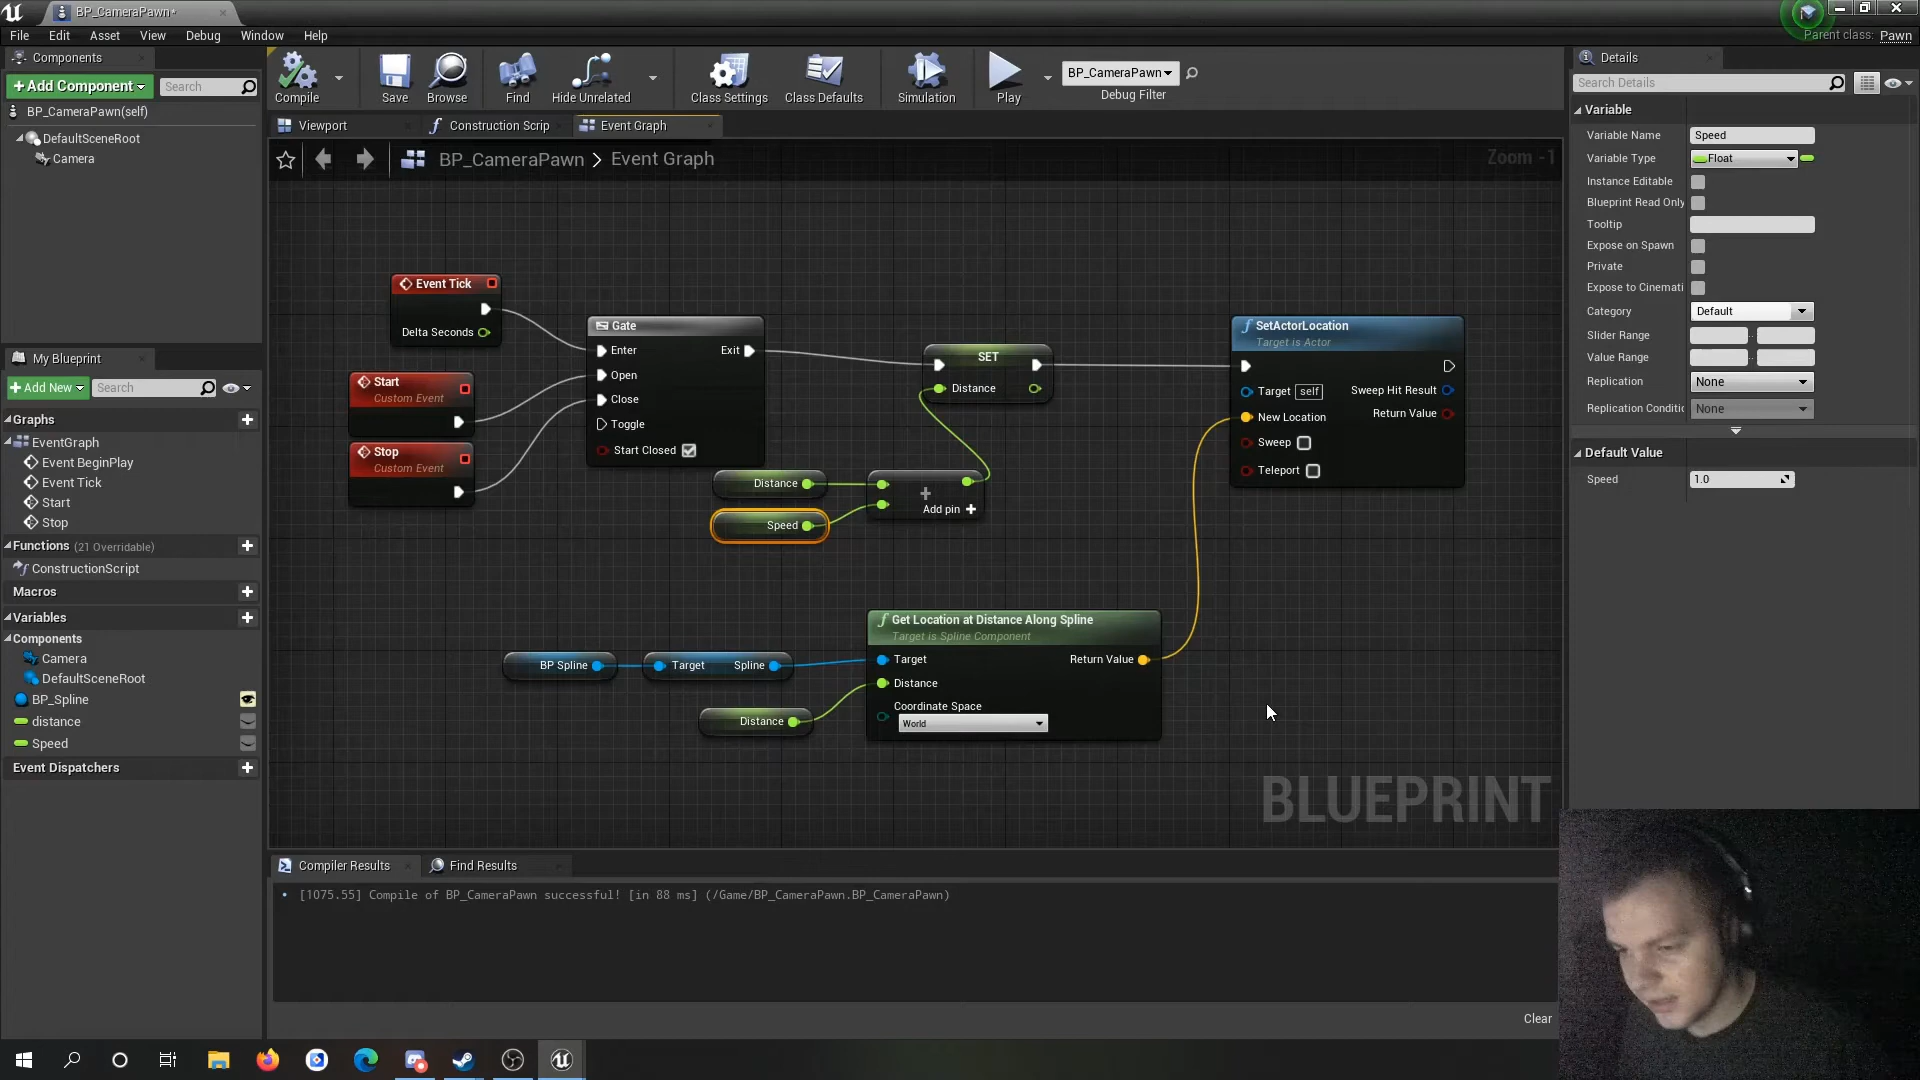 BP_CameraPawn*
File Edit Asset View Debug Window Help
Parent class: Pawn
Components
+Add Component
Search
BP_CameraPawn(self)
DefaultSceneRoot
Camera
Compile
Save
Browse
Find
Hide Unrelated
Class Settings
Class Defaults
Simulation
Play
BP_CameraPawn
Debug Filter
Viewport
Construction Scrip
Event Graph
BP_CameraPawn > Event Graph
Zoom -1
My Blueprint
+Add New
Search
Graphs
EventGraph
Event BeginPlay
Event Tick
Start
Stop
Functions (21 Overridable)
ConstructionScript
Macros
Variables
Components
Camera
DefaultSceneRoot
BP_Spline
distance
Speed
Event Dispatchers
Event Tick
Delta Seconds
Start
Custom Event
Stop
Custom Event
Gate
Enter
Exit
Open
Close
Toggle
Start Closed
SET
Distance
Distance
Speed
+
Add pin +
SetActorLocation
Target is Actor
Target self
Sweep Hit Result
New Location
Return Value
Sweep
Teleport
Get Location at Distance Along Spline
Target is Spline Component
BP Spline
Target Spline
Target
Return Value
Distance
Distance
Coordinate Space
World
BLUEPRINT
Compiler Results
Find Results
[1075.55] Compile of BP_CameraPawn successful! [in 88 ms] (/Game/BP_CameraPawn.BP_CameraPawn)
Clear
Details
Search Details
Variable
Variable Name Speed
Variable Type Float
Instance Editable
Blueprint Read Only
Tooltip
Expose on Spawn
Private
Expose to Cinemati
Category Default
Slider Range
Value Range
Replication None
Replication Conditic None
Default Value
Speed 1.0